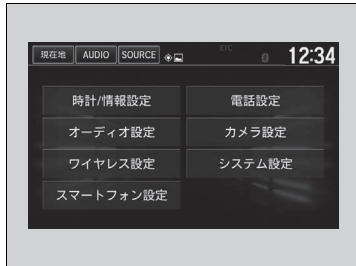 現在地 AUDIO SOURCE ETC 12:34
時計/情報設定 電話設定
オーディオ設定 カメラ設定
ワイヤレス設定 システム設定
スマートフォン設定